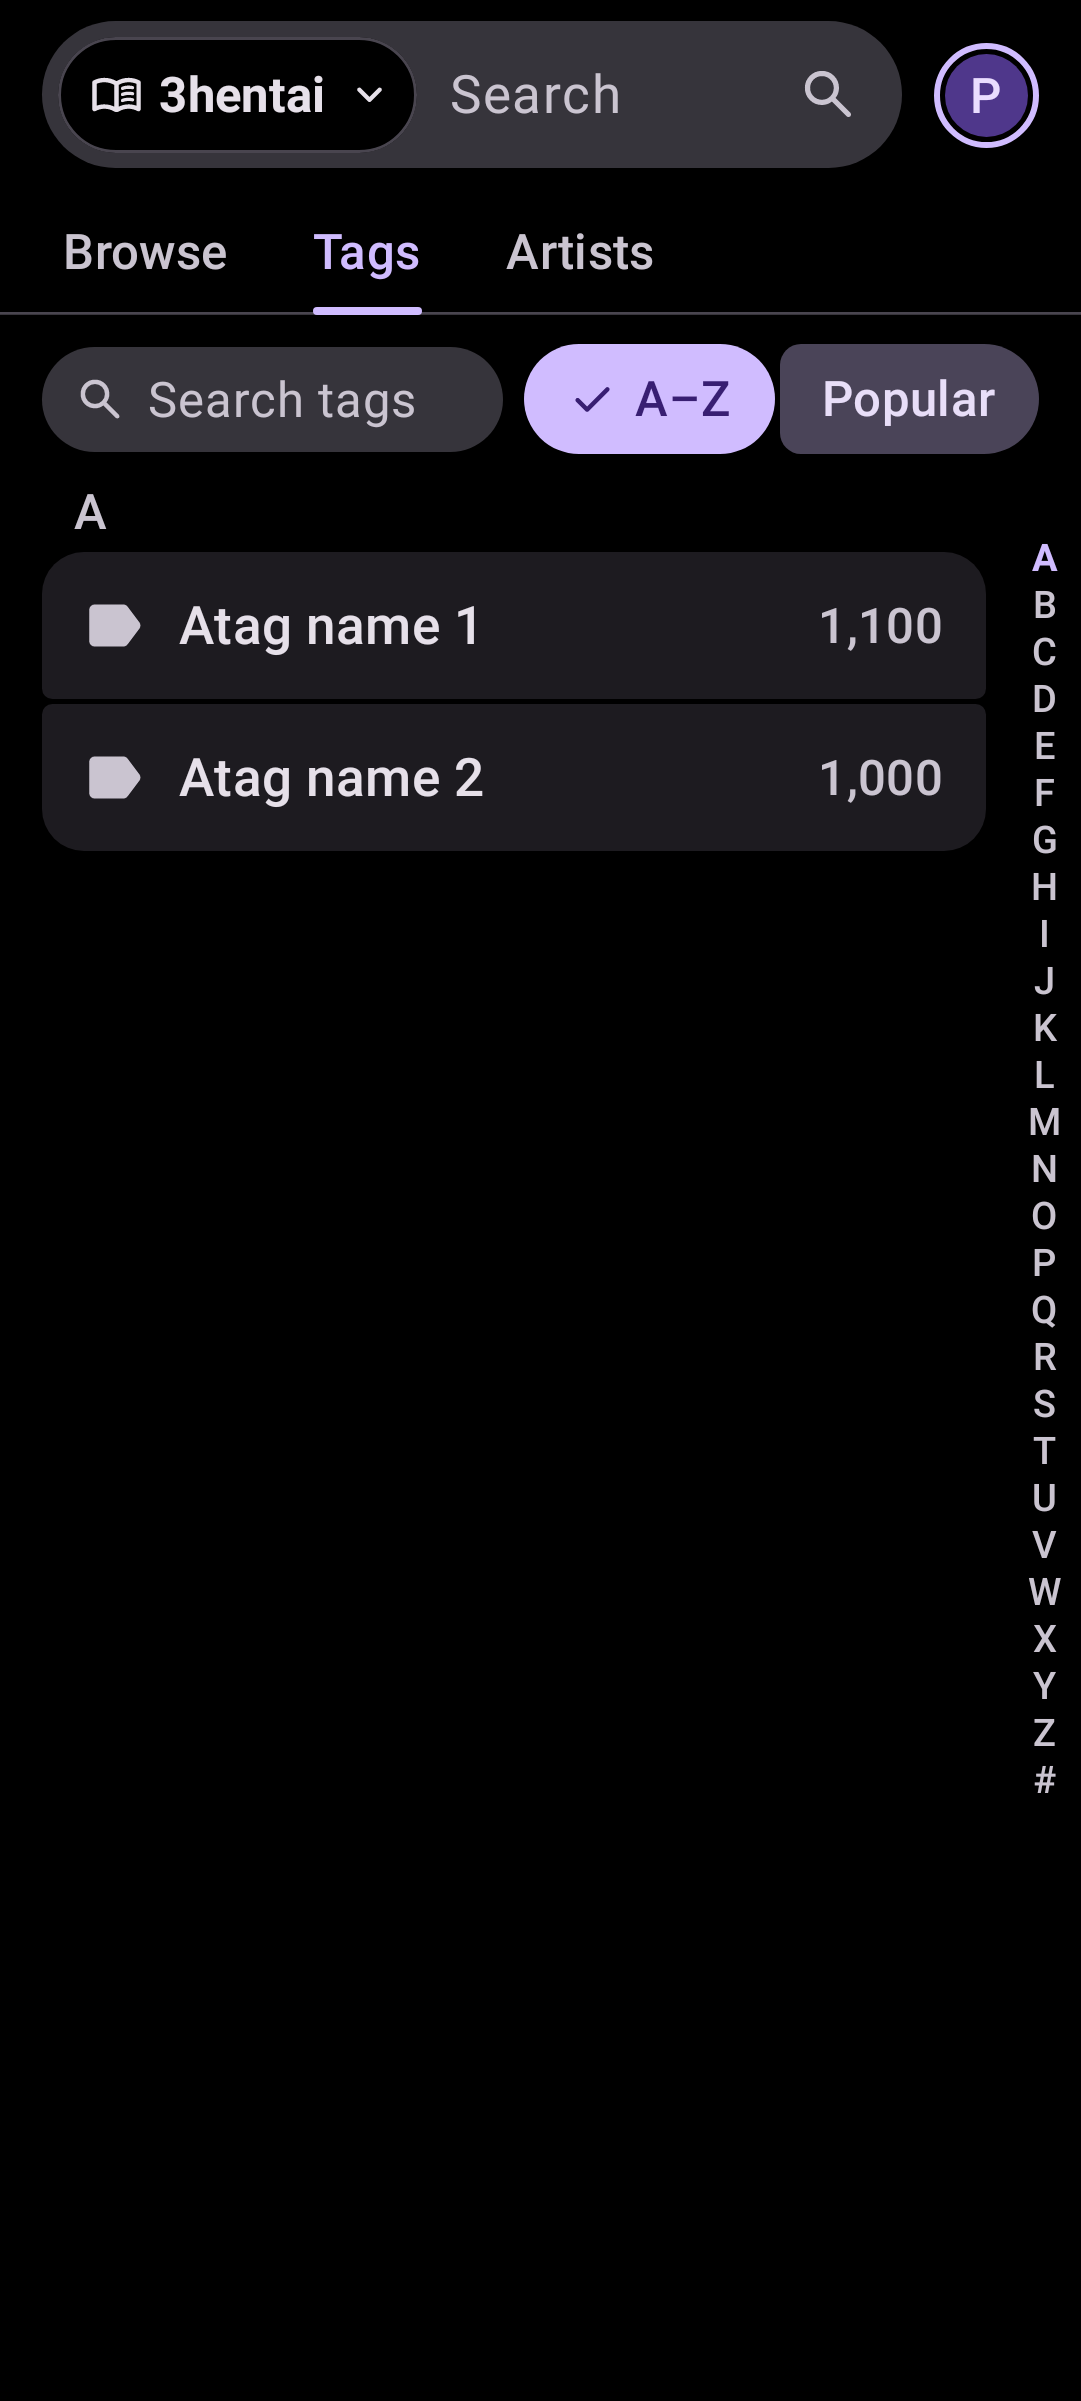 3hentai
Search
P
Browse
Tags
Artists
Search tags
A–Z
Popular
A
Atag name 1
1,100
Atag name 2
1,000
A
B
C
D
E
F
G
H
I
J
K
L
M
N
O
P
Q
R
S
T
U
V
W
X
Y
Z
#